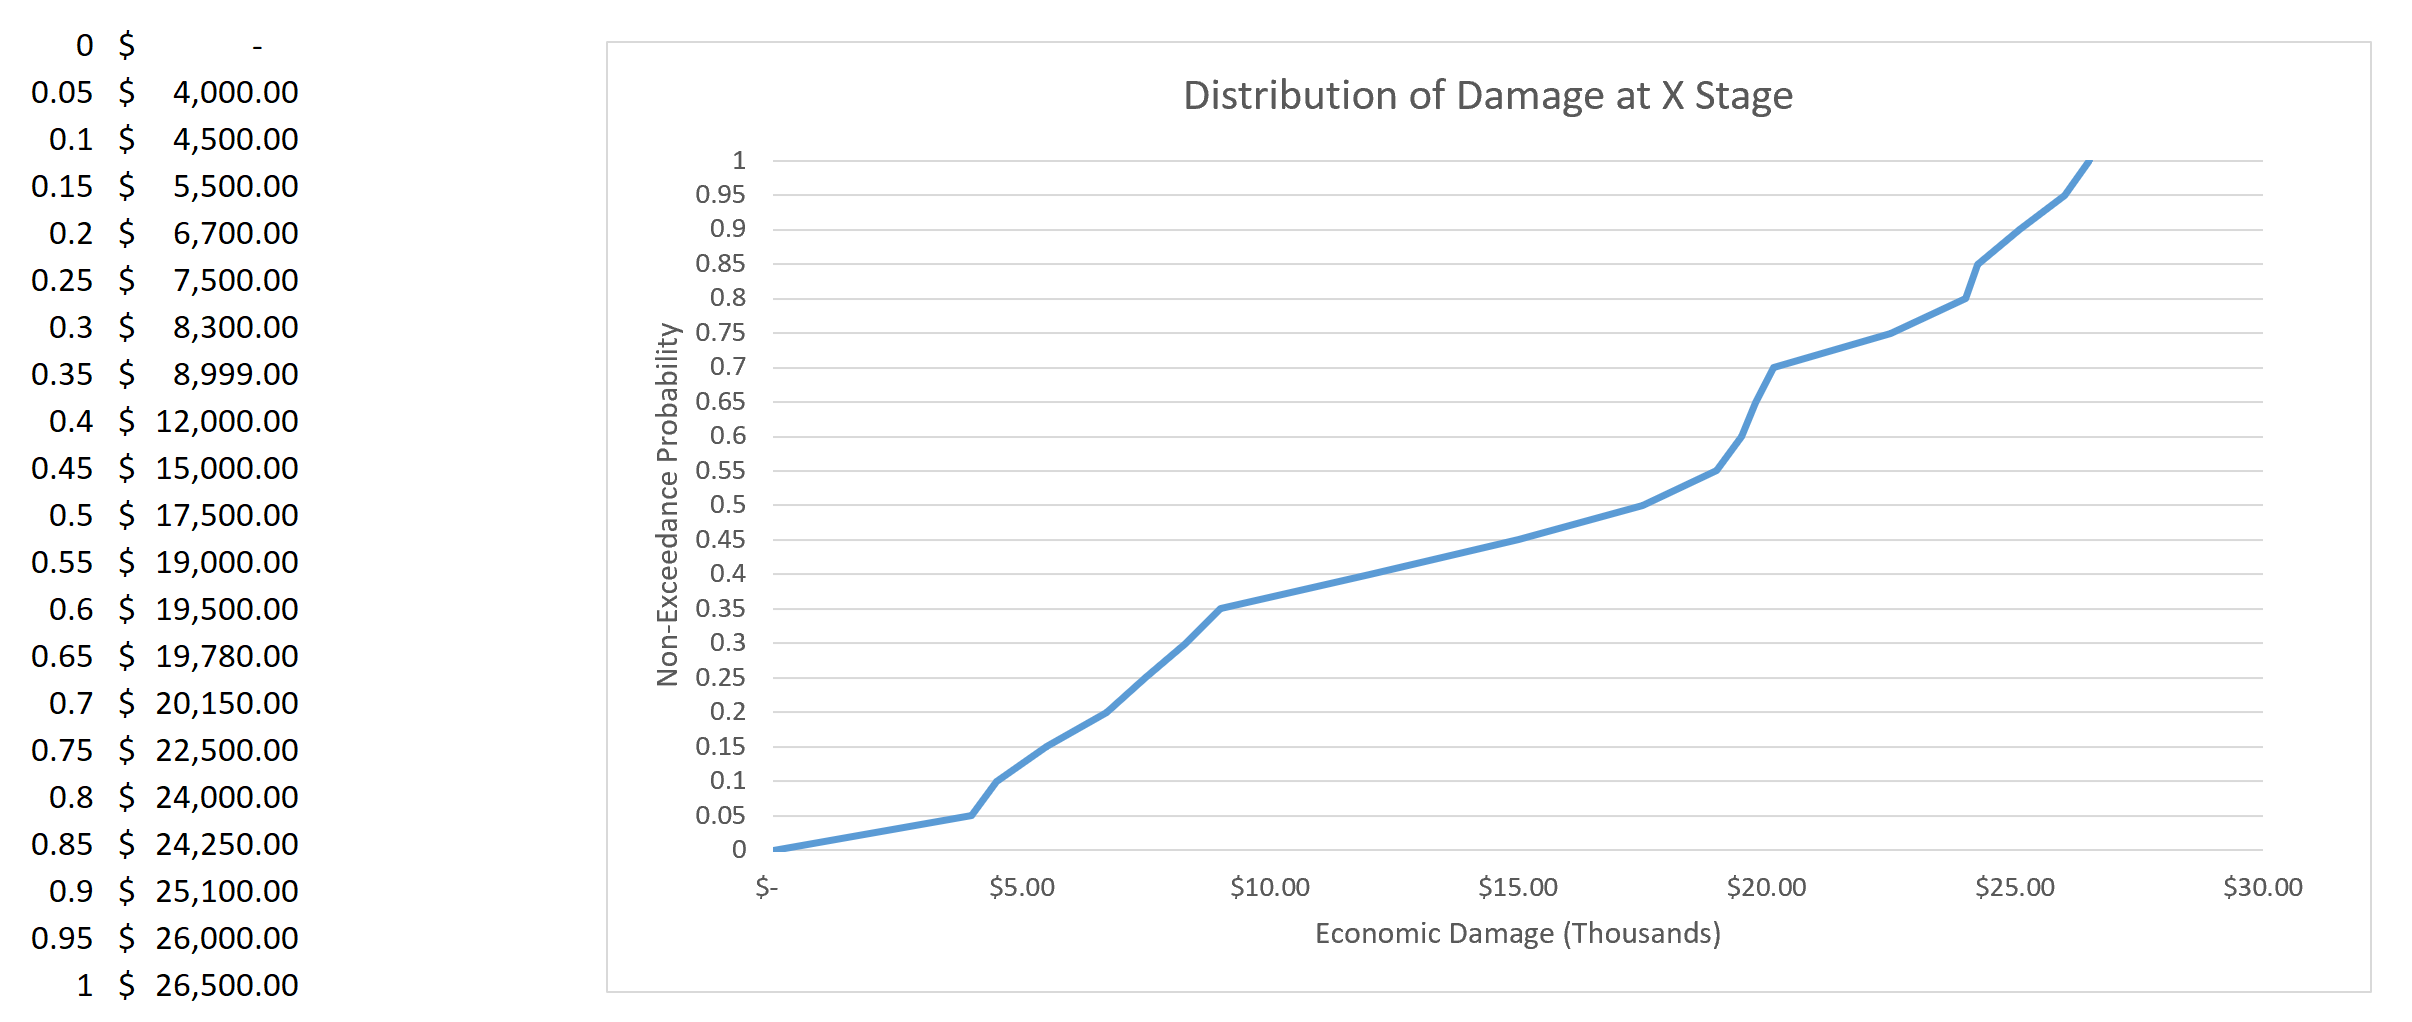 0 $ -
0.05 $ 4,000.00
0.1 $ 4,500.00
0.15 $ 5,500.00
0.2 $ 6,700.00
0.25 $ 7,500.00
0.3 $ 8,300.00
0.35 $ 8,999.00
0.4 $ 12,000.00
0.45 $ 15,000.00
0.5 $ 17,500.00
0.55 $ 19,000.00
0.6 $ 19,500.00
0.65 $ 19,780.00
0.7 $ 20,150.00
0.75 $ 22,500.00
0.8 $ 24,000.00
0.85 $ 24,250.00
0.9 $ 25,100.00
0.95 $ 26,000.00
1 $ 26,500.00
Distribution of Damage at X Stage
Non-Exceedance Probability
1
0.95
0.9
0.85
0.8
0.75
0.7
0.65
0.6
0.55
0.5
0.45
0.4
0.35
0.3
0.25
0.2
0.15
0.1
0.05
0
$- $5.00 $10.00 $15.00 $20.00 $25.00 $30.00
Economic Damage (Thousands)